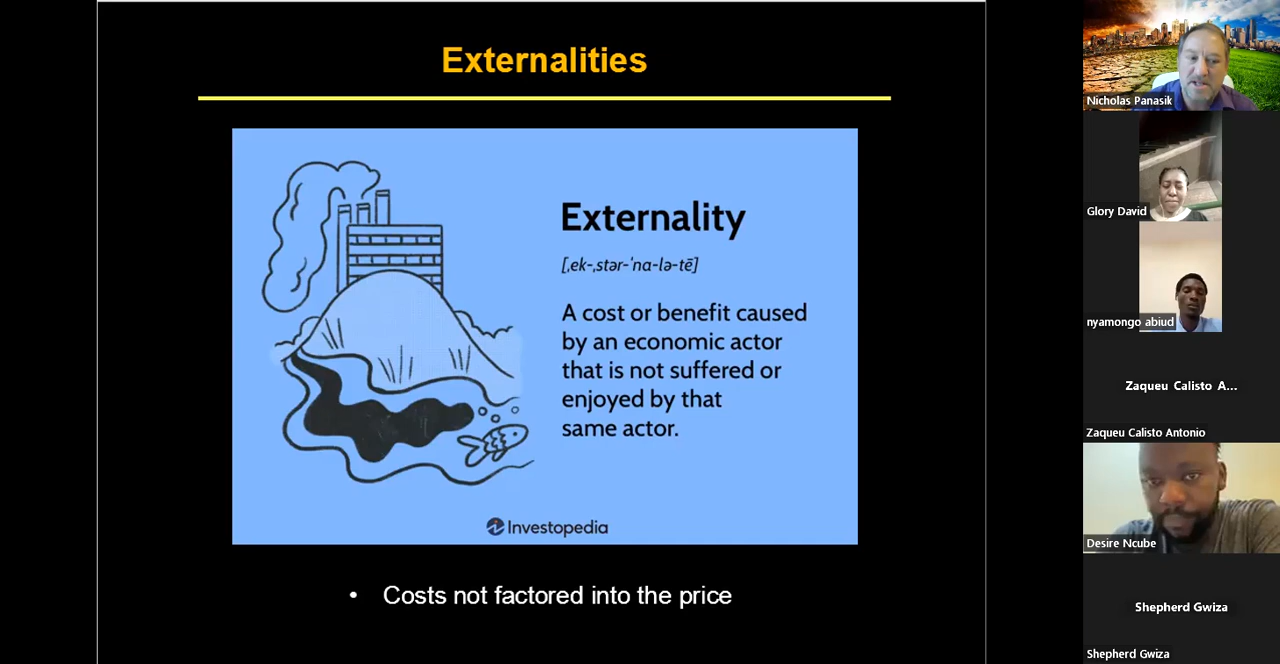 Externalities
Externality
[ˌek-ˌstər-ˈna-lə-tē]
A cost or benefit caused
by an economic actor
that is not suffered or
enjoyed by that
same actor.
Investopedia
• Costs not factored into the price
Nicholas Panasik
Glory David
nyamongo abiud
Zaqueu Calisto A...
Zaqueu Calisto Antonio
Desire Ncube
Shepherd Gwiza
Shepherd Gwiza